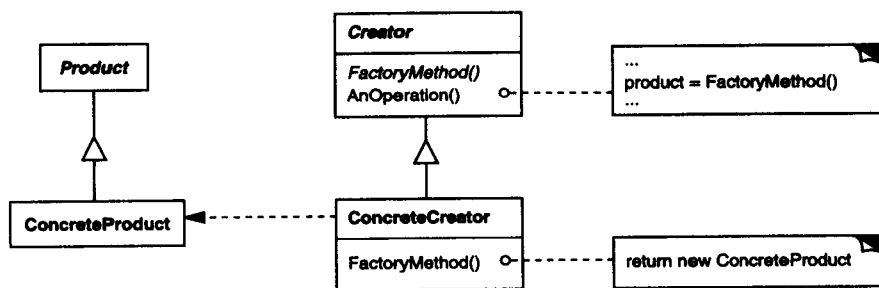 Product
ConcreteProduct
Creator
FactoryMethod()
AnOperation()
...
product = FactoryMethod()
...
ConcreteCreator
FactoryMethod()
return new ConcreteProduct